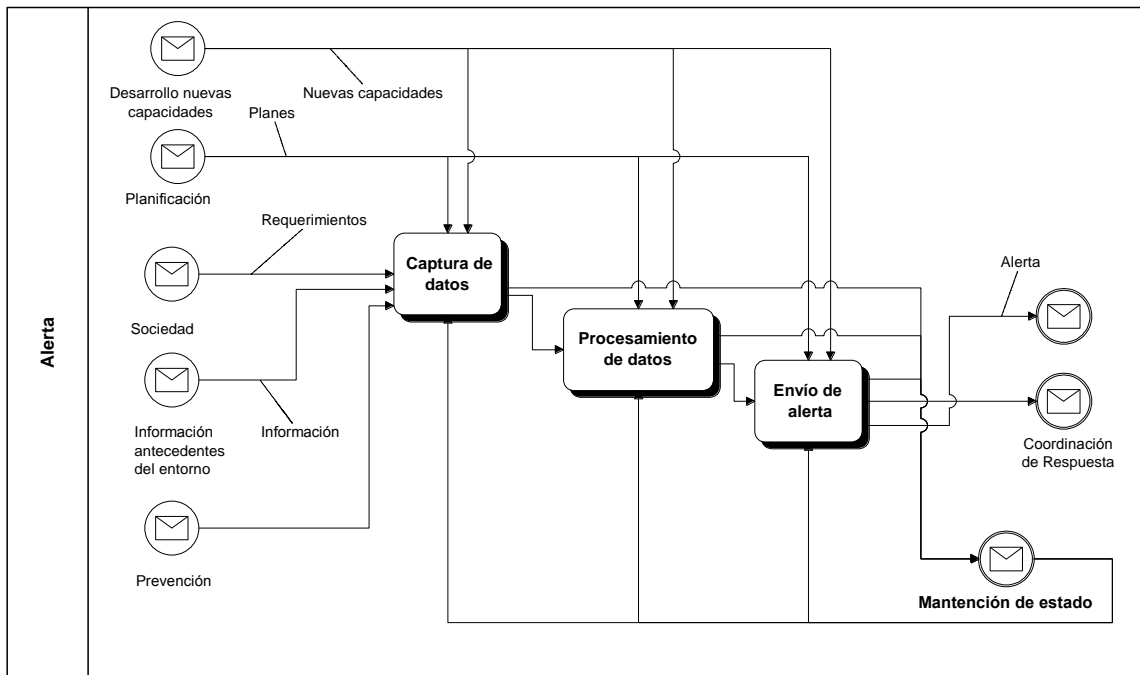 Alerta
Desarrollo nuevas
capacidades
Nuevas capacidades
Planes
Planificación
Requerimientos
Sociedad
Captura de
datos
Procesamiento
de datos
Envío de
alerta
Alerta
Información
antecedentes
del entorno
Información
Coordinación
de Respuesta
Prevención
Mantención de estado